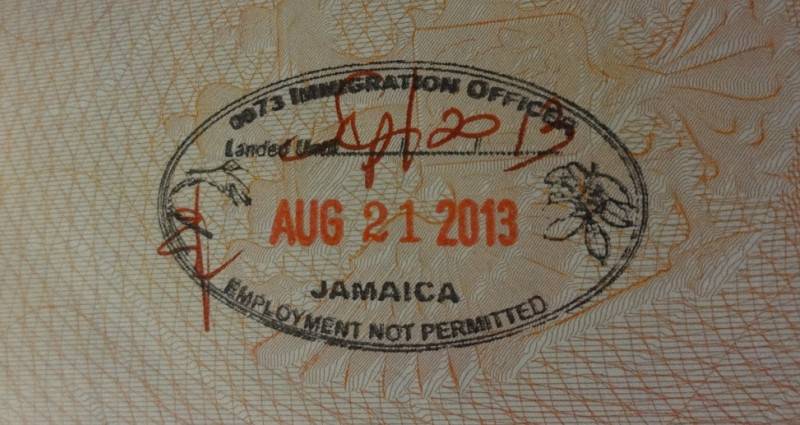 0073 IMMIGRATION OFFICER
Landed Until
AUG 21 2013
JAMAICA
EMPLOYMENT NOT PERMITTED